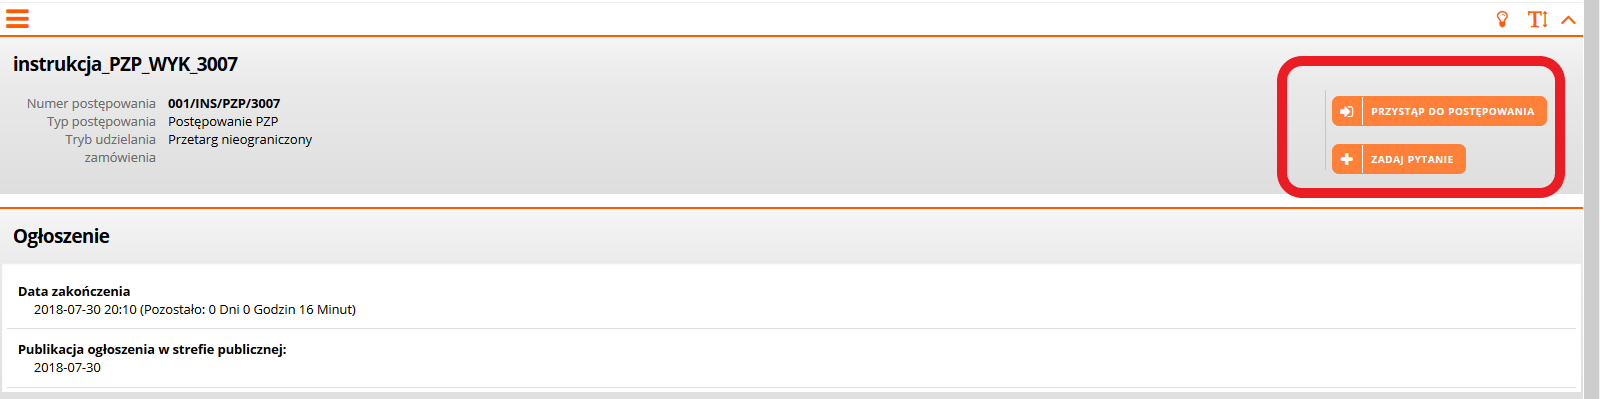 instrukcja_PZP_WYK_3007
Numer postępowania 001/INS/PZP/3007
Typ postępowania Postępowanie PZP
Tryb udzielania zamówienia Przetarg nieograniczony
PRZYSTĄP DO POSTĘPOWANIA
ZADAJ PYTANIE
Ogłoszenie
Data zakończenia
2018-07-30 20:10 (Pozostało: 0 Dni 0 Godzin 16 Minut)
Publikacja ogłoszenia w strefie publicznej:
2018-07-30